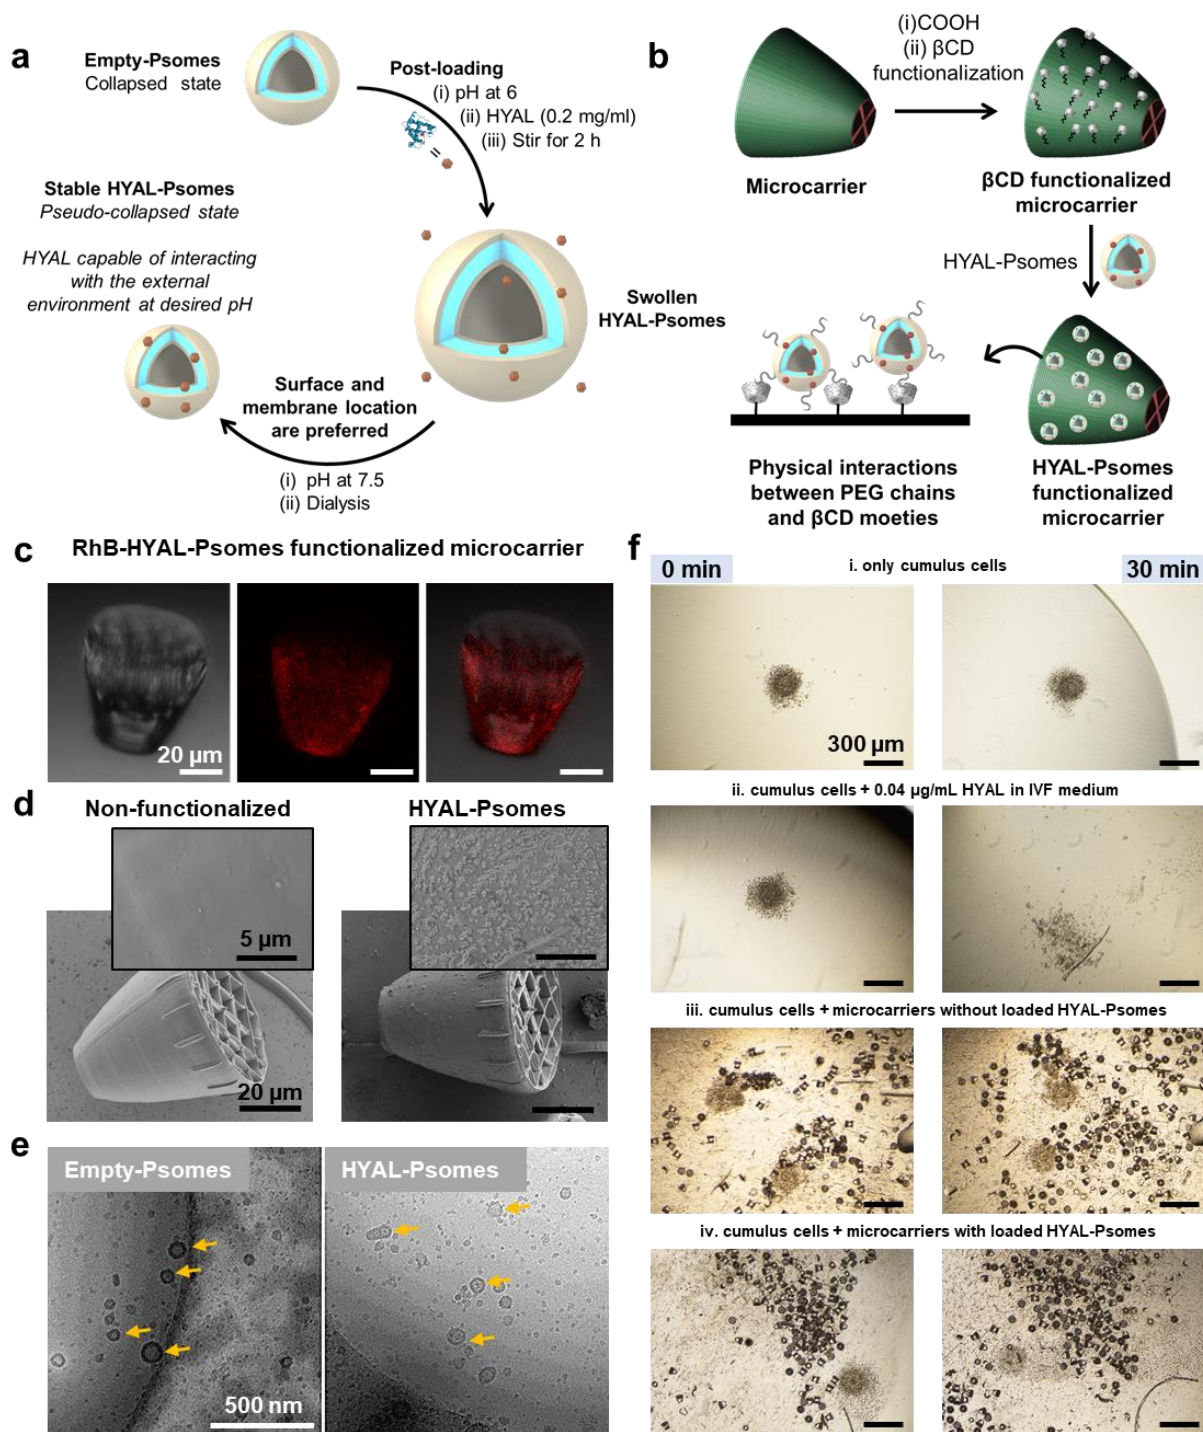 a
Empty-Psomes
Collapsed state
Post-loading
(i) pH at 6
(ii) HYAL (0.2 mg/ml)
(iii) Stir for 2 h
=
Stable HYAL-Psomes
Pseudo-collapsed state
HYAL capable of interacting
with the external
environment at desired pH
Swollen
HYAL-Psomes
Surface and
membrane location
are preferred
(i) pH at 7.5
(ii) Dialysis
b
(i)COOH
(ii) βCD
functionalization
Microcarrier
βCD functionalized
microcarrier
HYAL-Psomes
Physical interactions
between PEG chains
and βCD moeties
HYAL-Psomes
functionalized
microcarrier
c
RhB-HYAL-Psomes functionalized microcarrier
20 µm
d
Non-functionalized
HYAL-Psomes
5 µm
20 µm
e
Empty-Psomes
HYAL-Psomes
500 nm
f
0 min
i. only cumulus cells
30 min
300 µm
ii. cumulus cells + 0.04 µg/mL HYAL in IVF medium
iii. cumulus cells + microcarriers without loaded HYAL-Psomes
iv. cumulus cells + microcarriers with loaded HYAL-Psomes